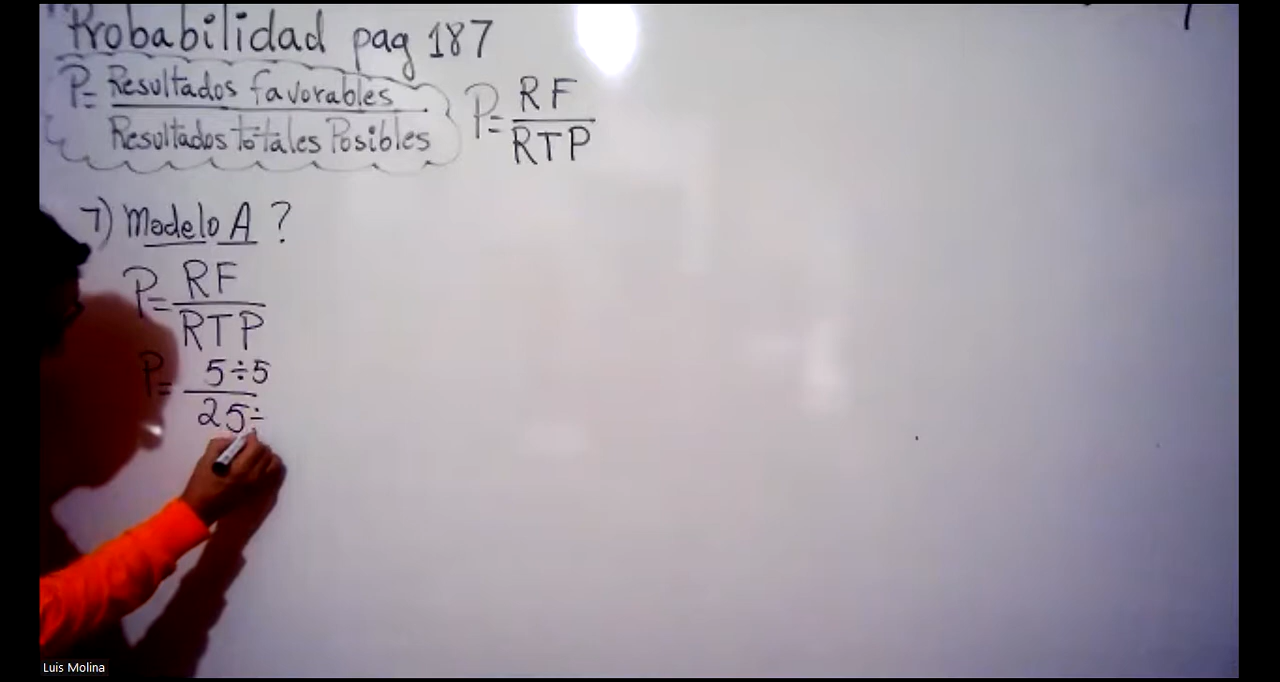 Probabilidad pag 187
P= Resultados favorables
Resultados totales Posibles
P= RF
RTP
7) Modelo A ?
P= RF
RTP
P= 5÷5
25÷
Luis Molina